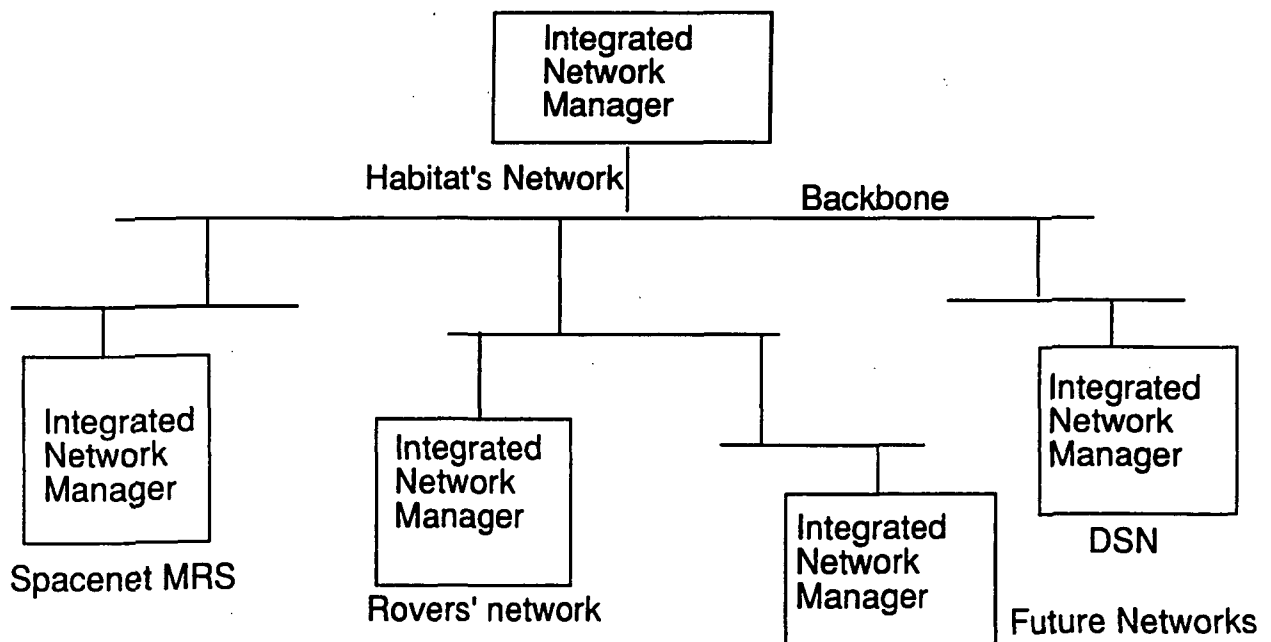 Integrated
Network
Manager
Habitat's Network
Backbone
Integrated
Network
Manager
Spacenet MRS
Integrated
Network
Manager
Rovers' network
Integrated
Network
Manager
Future Networks
Integrated
Network
Manager
DSN